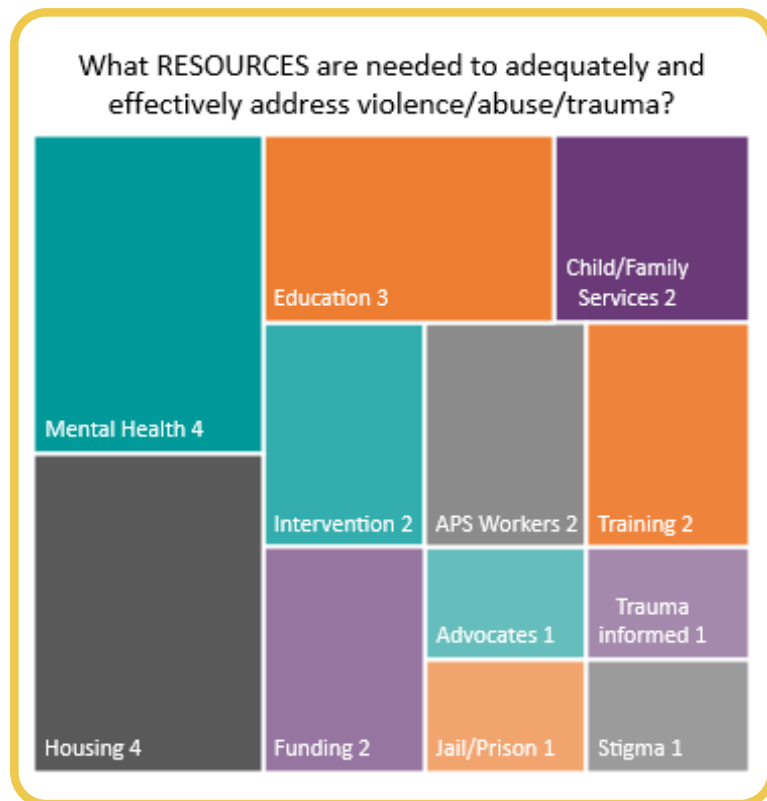 What RESOURCES are needed to adequately and
effectively address violence/abuse/trauma?
Mental Health 4
Housing 4
Education 3
Child/Family
Services 2
Intervention 2
APS Workers 2
Training 2
Funding 2
Advocates 1
Trauma
informed 1
Jail/Prison 1
Stigma 1